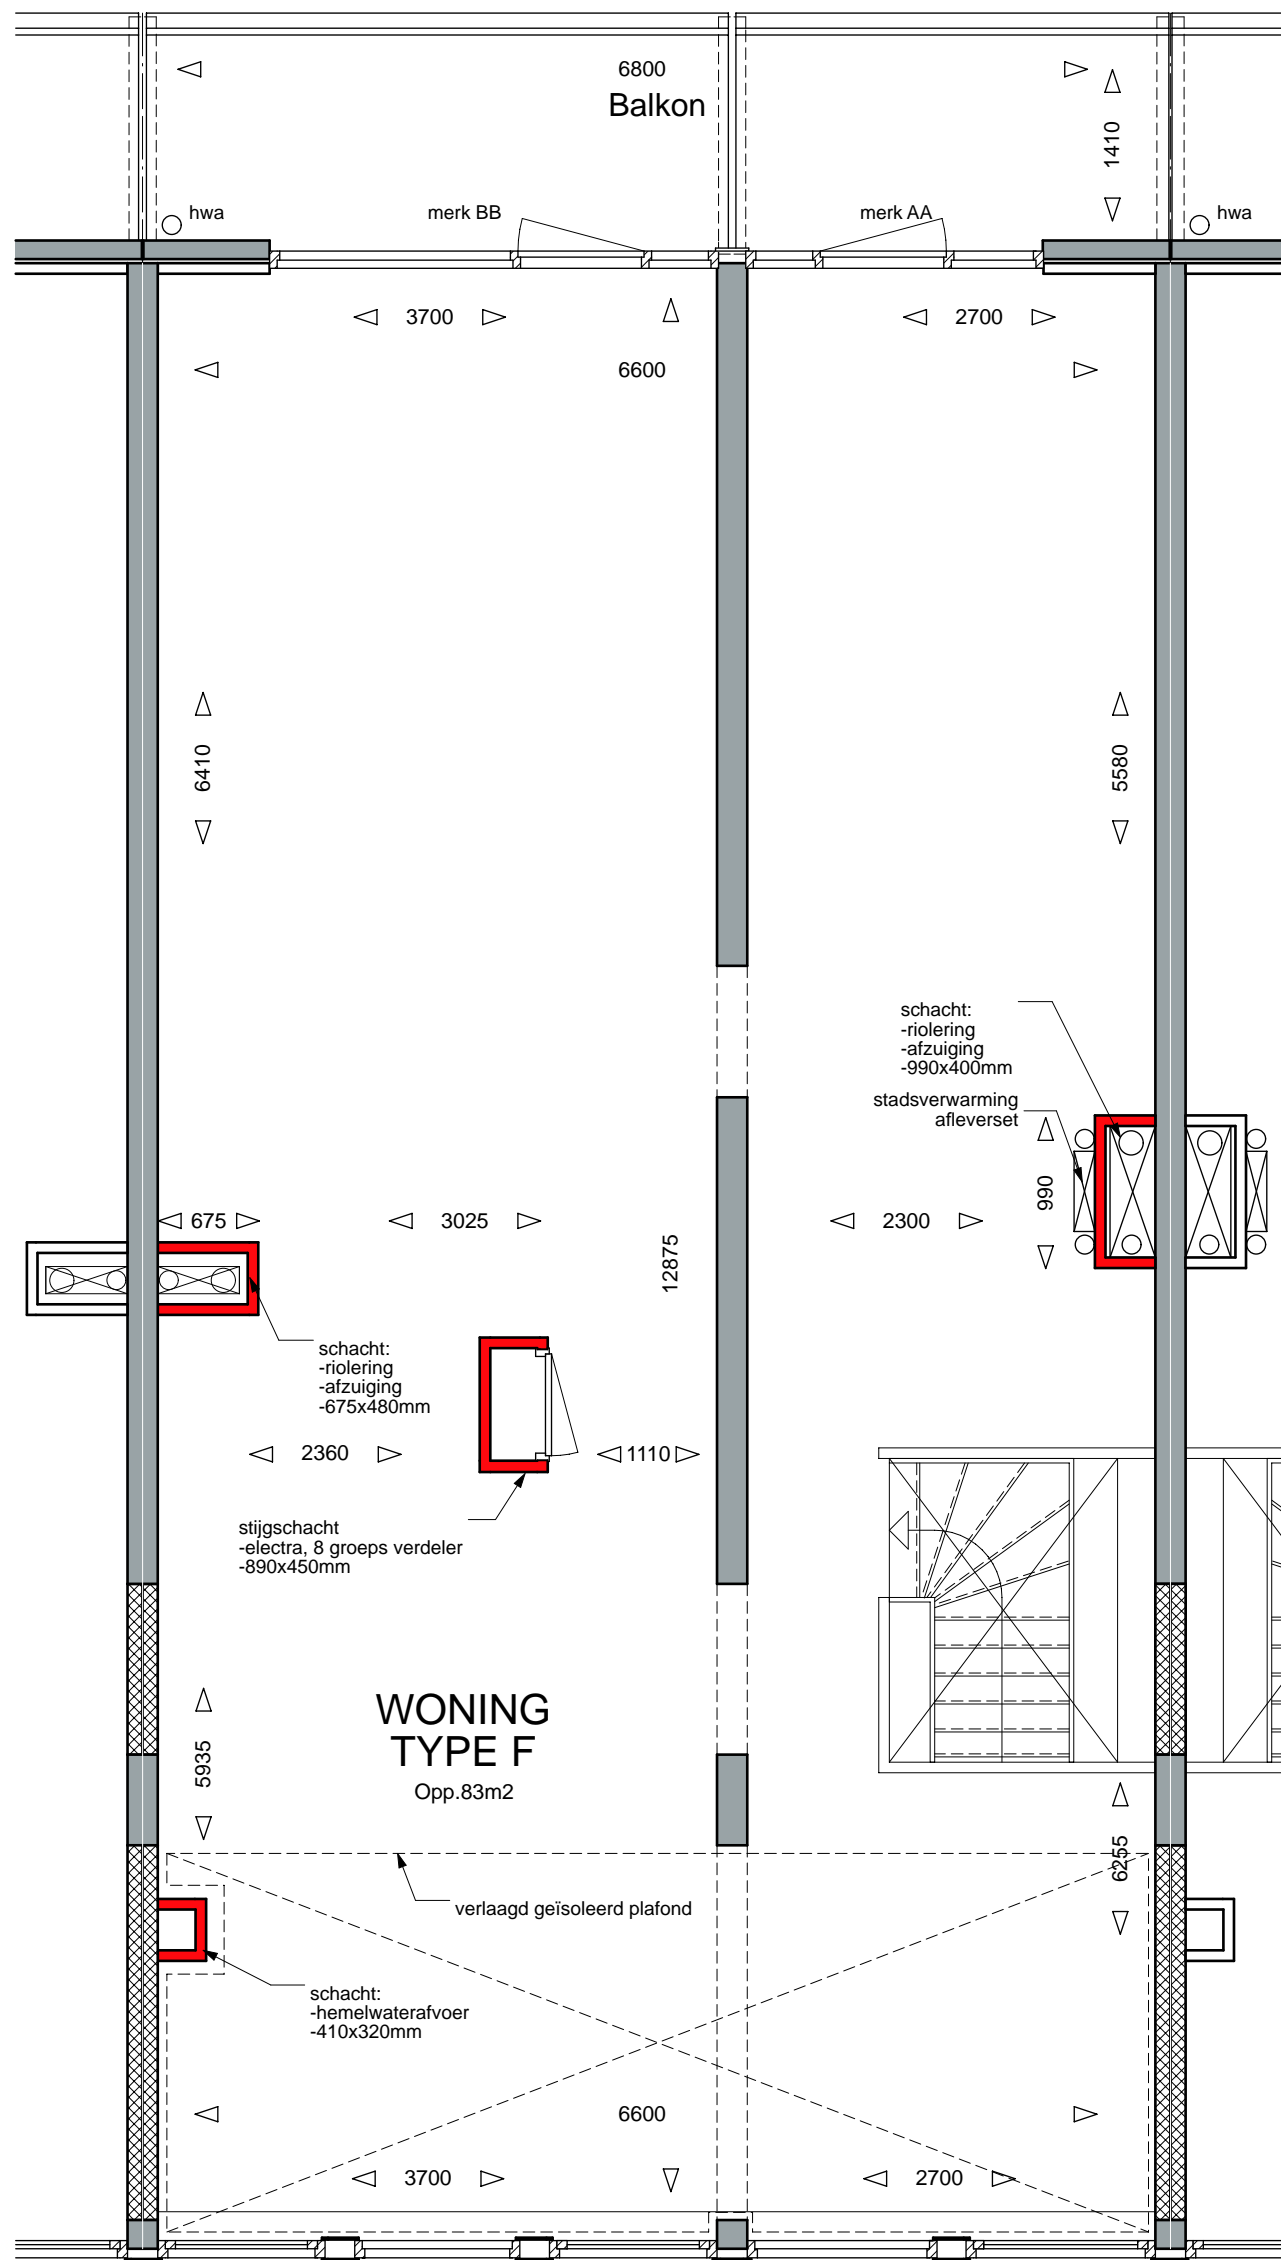 6800
Balkon
1410
hwa
merk BB
merk AA
hwa
3700
2700
6600
6410
5580
schacht:
-riolering
-afzuiging
-990x400mm
stadsverwarming
afleverset
990
675
3025
2300
12875
schacht:
-riolering
-afzuiging
-675x480mm
2360
1110
stijgschacht
-electra, 8 groeps verdeler
-890x450mm
WONING
TYPE F
Opp.83m2
5935
6255
verlaagd geïsoleerd plafond
schacht:
-hemelwaterafvoer
-410x320mm
6600
3700
2700